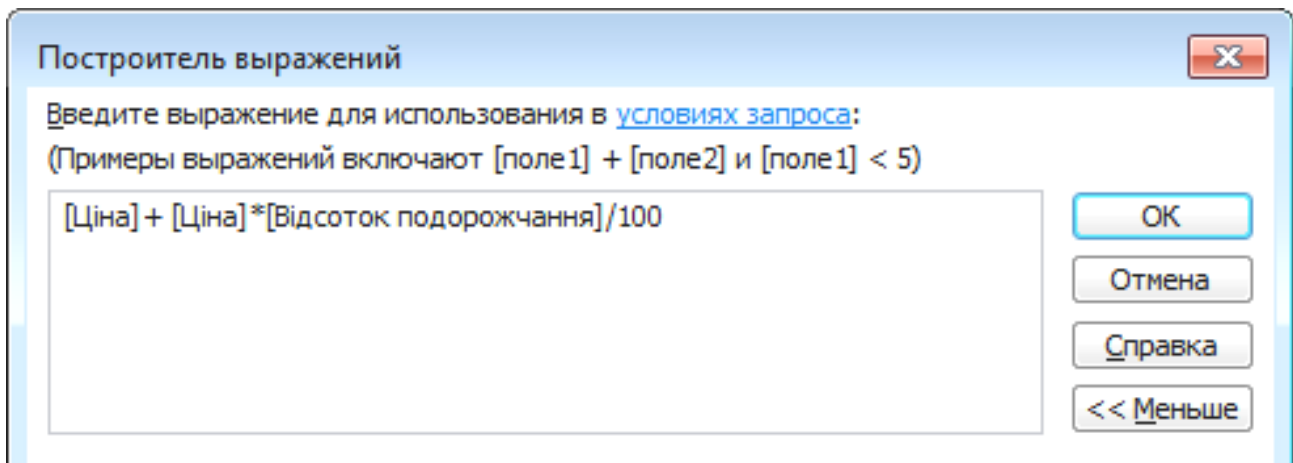 Построитель выражений
Введите выражение для использования в условиях запроса:
(Примеры выражений включают [поле1] + [поле2] и [поле1] < 5)
[Ціна]+ [Ціна]*[Відсоток подорожчання]/100
ОК
Отмена
Справка
<< Меньше